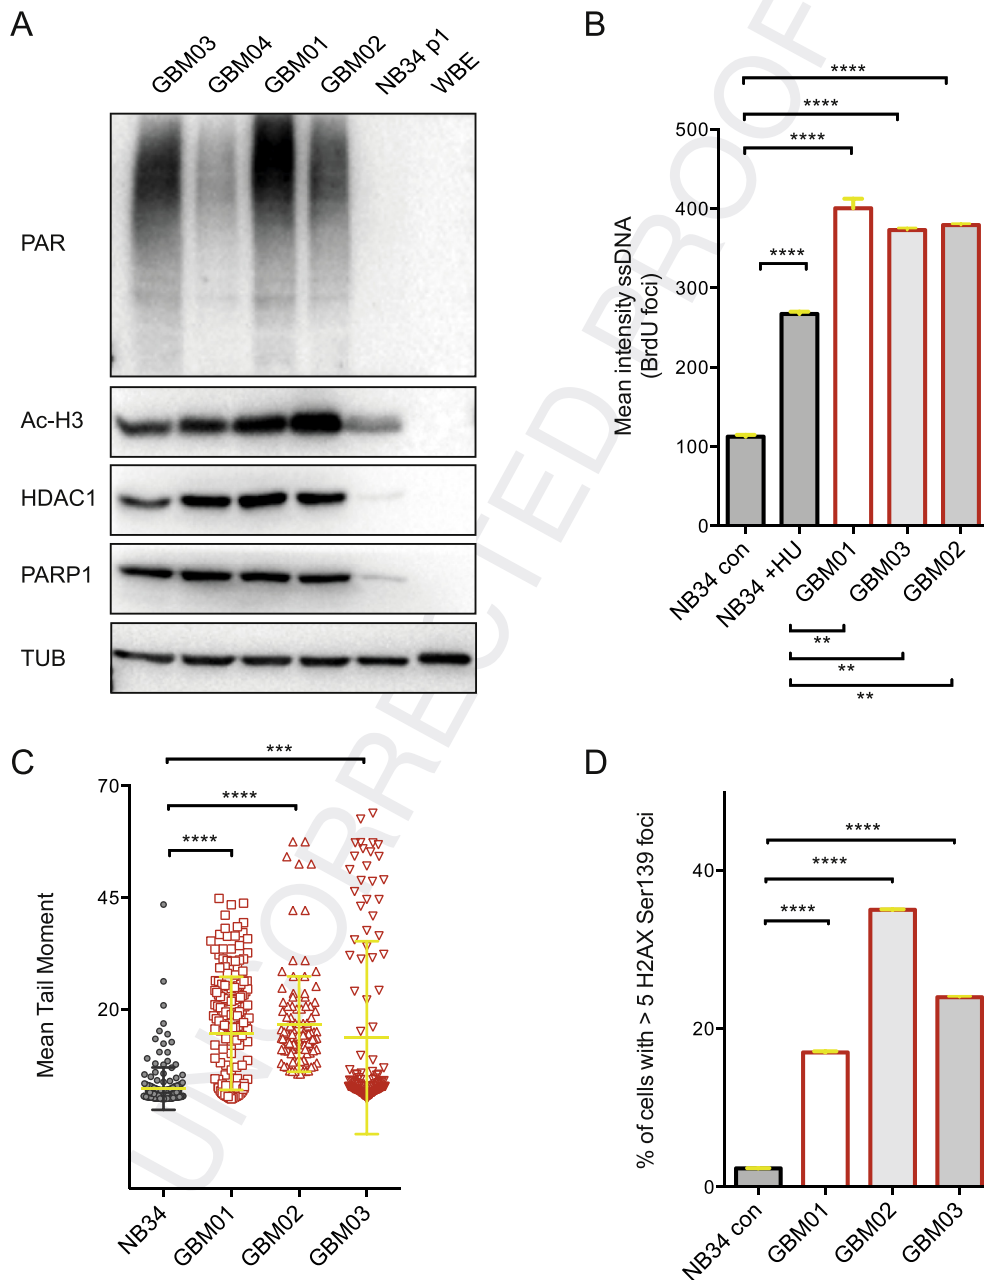 A
GBM03 GBM04 GBM01 GBM02 NB34 p1 WBE
PAR
Ac-H3
HDAC1
PARP1
TUB
B
****
****
****
****
500
400
300
200
100
0
Mean intensity ssDNA
(BrdU foci)
NB34 con NB34 +HU GBM01 GBM03 GBM02
**
**
**
C
***
****
****
70
45
20
Mean Tail Moment
NB34 GBM01 GBM02 GBM03
D
****
****
****
40
20
0
% of cells with > 5 H2AX Ser139 foci
NB34 con GBM01 GBM02 GBM03
UNCORRECTED PROOF